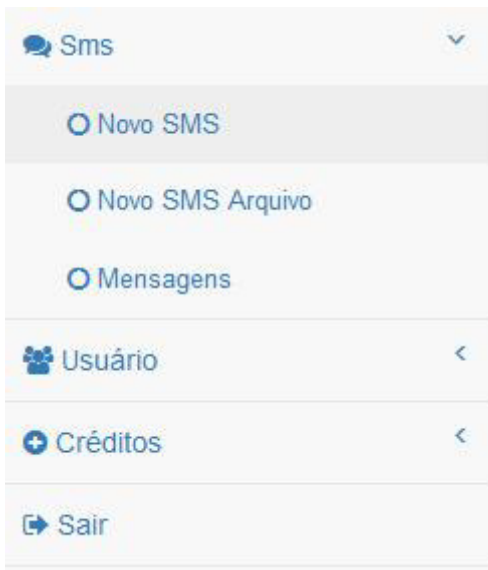 Sms
Novo SMS
Novo SMS Arquivo
Mensagens
Usuário
Créditos
Sair